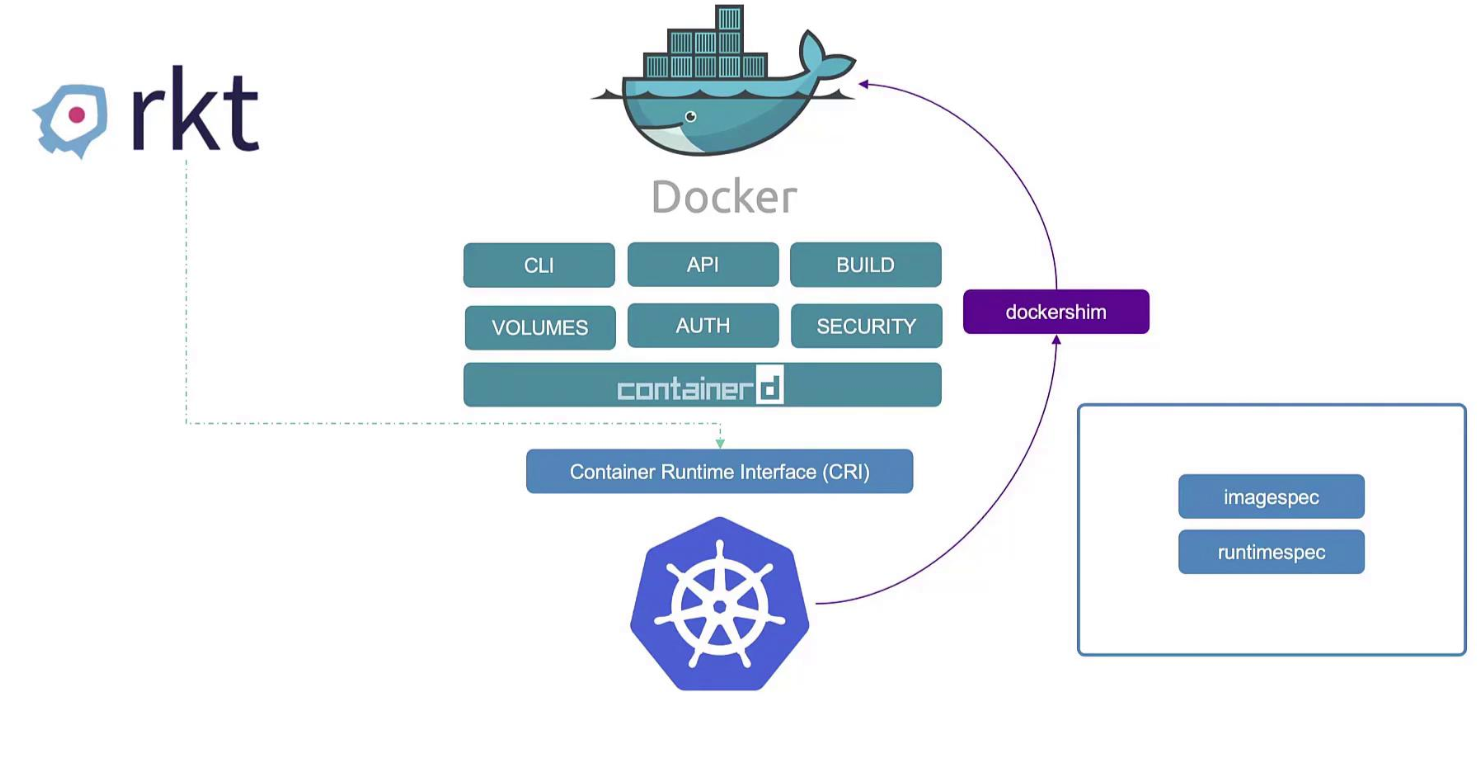 rkt
Docker
CLI
API
BUILD
VOLUMES
AUTH
SECURITY
containerd
dockershim
Container Runtime Interface (CRI)
imagespec
runtimespec